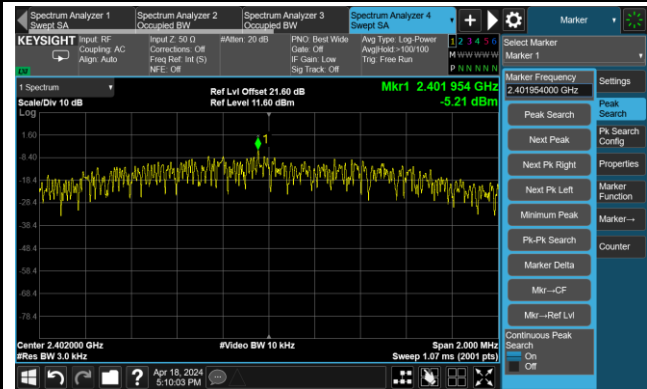 Spectrum Analyzer 1
Swept SA
Spectrum Analyzer 2
Occupied BW
Spectrum Analyzer 3
Occupied BW
Spectrum Analyzer 4
Swept SA
Marker
KEYSIGHT
Input: RF
Coupling: AC
Align: Auto
Input Z: 50 Ω
Corrections: Off
Freq Ref: Int (S)
NFE: Off
#Atten: 20 dB
PNO: Best Wide
Gate: Off
IF Gain: Low
Sig Track: Off
Avg Type: Log-Power
Avg|Hold:>100/100
Trig: Free Run
1 2 3 4 5 6
M W W W W W
P N N N N N
LXI
Select Marker
Marker 1
1 Spectrum
Scale/Div 10 dB
Log
Ref Lvl Offset 21.60 dB
Ref Level 11.60 dBm
Mkr1 2.401 954 GHz
-5.21 dBm
1
1.60
-8.40
-18.4
-28.4
-38.4
-48.4
-58.4
-68.4
-78.4
Center 2.402000 GHz
#Res BW 3.0 kHz
#Video BW 10 kHz
Span 2.000 MHz
Sweep 1.07 ms (2001 pts)
Marker Frequency
2.401954000 GHz
Peak Search
Next Peak
Next Pk Right
Next Pk Left
Minimum Peak
Pk-Pk Search
Marker Delta
Mkr→CF
Mkr→Ref Lvl
Continuous Peak
Search
On
Off
Settings
Peak
Search
Pk Search
Config
Properties
Marker
Function
Marker→
Counter
?
Apr 18, 2024
5:10:03 PM